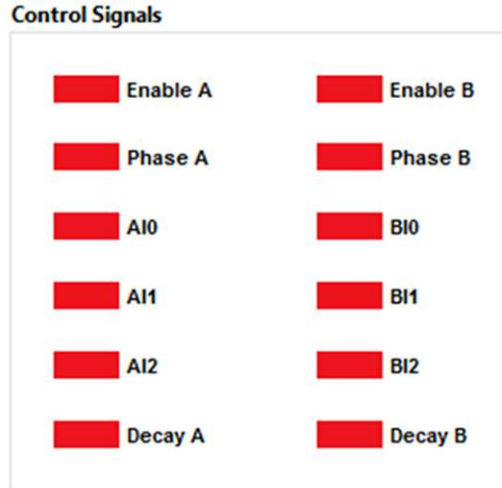 Control Signals
Enable A
Enable B
Phase A
Phase B
AI0
BI0
AI1
BI1
AI2
BI2
Decay A
Decay B